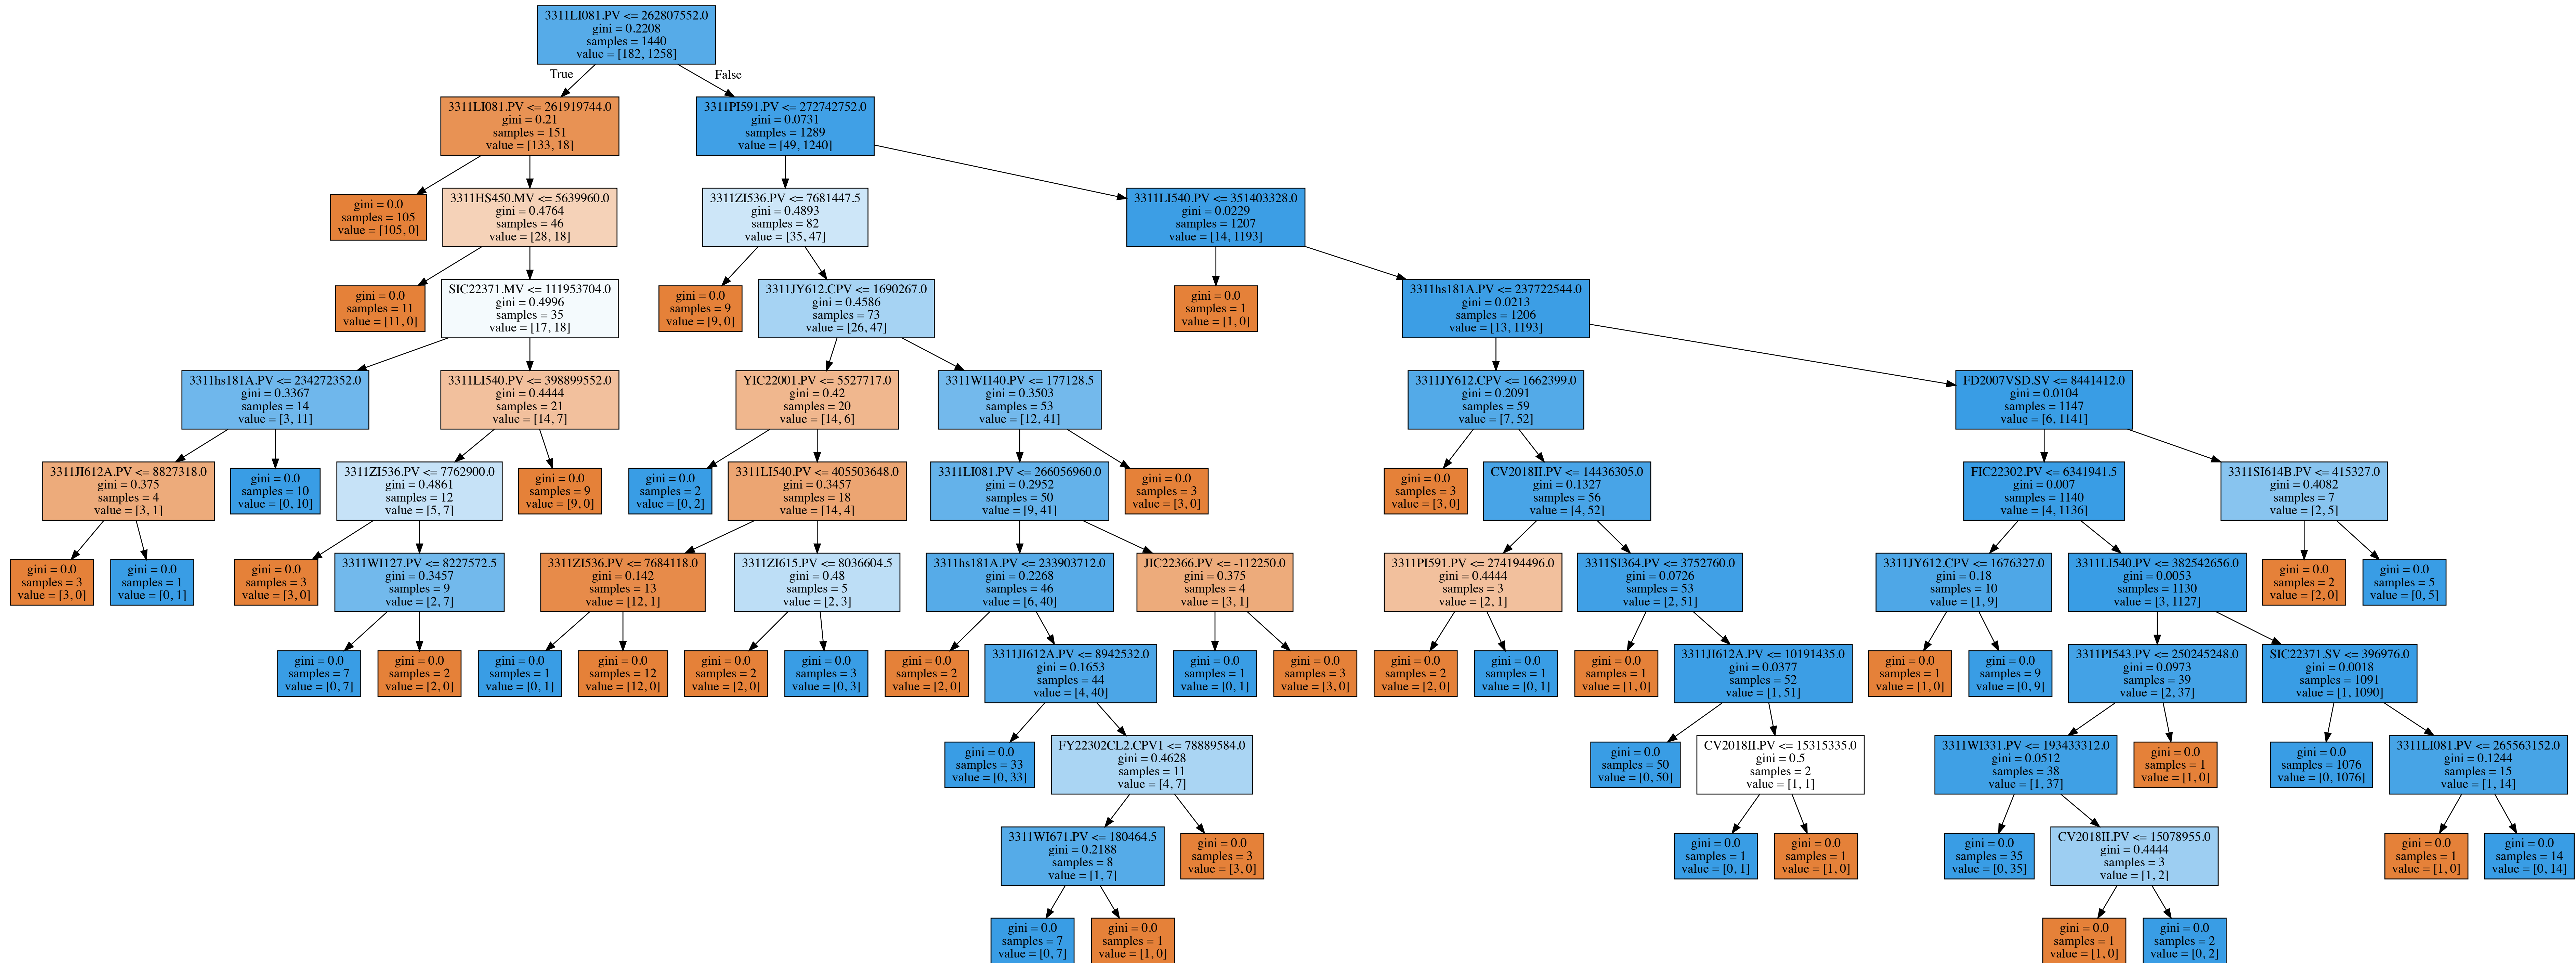 3311LI081.PV <= 262807552.0
gini = 0.2208
samples = 1440
value = [182, 1258]
True
False
3311LI081.PV <= 261919744.0
gini = 0.21
samples = 151
value = [133, 18]
3311PI591.PV <= 272742752.0
gini = 0.0731
samples = 1289
value = [49, 1240]
gini = 0.0
samples = 105
value = [105, 0]
3311HS450.MV <= 5639960.0
gini = 0.4764
samples = 46
value = [28, 18]
3311ZI536.PV <= 7681447.5
gini = 0.4893
samples = 82
value = [35, 47]
3311LI540.PV <= 351403328.0
gini = 0.0229
samples = 1207
value = [14, 1193]
gini = 0.0
samples = 11
value = [11, 0]
SIC22371.MV <= 111953704.0
gini = 0.4996
samples = 35
value = [17, 18]
gini = 0.0
samples = 9
value = [9, 0]
3311JY612.CPV <= 1690267.0
gini = 0.4586
samples = 73
value = [26, 47]
gini = 0.0
samples = 1
value = [1, 0]
3311hs181A.PV <= 237722544.0
gini = 0.0213
samples = 1206
value = [13, 1193]
3311hs181A.PV <= 234272352.0
gini = 0.3367
samples = 14
value = [3, 11]
3311LI540.PV <= 398899552.0
gini = 0.4444
samples = 21
value = [14, 7]
YIC22001.PV <= 5527717.0
gini = 0.42
samples = 20
value = [14, 6]
3311WI140.PV <= 177128.5
gini = 0.3503
samples = 53
value = [12, 41]
3311JY612.CPV <= 1662399.0
gini = 0.2091
samples = 59
value = [7, 52]
FD2007VSD.SV <= 8441412.0
gini = 0.0104
samples = 1147
value = [6, 1141]
3311JI612A.PV <= 8827318.0
gini = 0.375
samples = 4
value = [3, 1]
gini = 0.0
samples = 10
value = [0, 10]
3311ZI536.PV <= 7762900.0
gini = 0.4861
samples = 12
value = [5, 7]
gini = 0.0
samples = 9
value = [9, 0]
gini = 0.0
samples = 2
value = [0, 2]
3311LI540.PV <= 405503648.0
gini = 0.3457
samples = 18
value = [14, 4]
3311LI081.PV <= 266056960.0
gini = 0.2952
samples = 50
value = [9, 41]
gini = 0.0
samples = 3
value = [3, 0]
gini = 0.0
samples = 3
value = [3, 0]
CV2018II.PV <= 14436305.0
gini = 0.1327
samples = 56
value = [4, 52]
FIC22302.PV <= 6341941.5
gini = 0.007
samples = 1140
value = [4, 1136]
3311SI614B.PV <= 415327.0
gini = 0.4082
samples = 7
value = [2, 5]
gini = 0.0
samples = 3
value = [3, 0]
gini = 0.0
samples = 1
value = [0, 1]
gini = 0.0
samples = 3
value = [3, 0]
3311WI127.PV <= 8227572.5
gini = 0.3457
samples = 9
value = [2, 7]
3311ZI536.PV <= 7684118.0
gini = 0.142
samples = 13
value = [12, 1]
3311ZI615.PV <= 8036604.5
gini = 0.48
samples = 5
value = [2, 3]
3311hs181A.PV <= 233903712.0
gini = 0.2268
samples = 46
value = [6, 40]
JIC22366.PV <= -112250.0
gini = 0.375
samples = 4
value = [3, 1]
3311PI591.PV <= 274194496.0
gini = 0.4444
samples = 3
value = [2, 1]
3311SI364.PV <= 3752760.0
gini = 0.0726
samples = 53
value = [2, 51]
3311JY612.CPV <= 1676327.0
gini = 0.18
samples = 10
value = [1, 9]
3311LI540.PV <= 382542656.0
gini = 0.0053
samples = 1130
value = [3, 1127]
gini = 0.0
samples = 2
value = [2, 0]
gini = 0.0
samples = 5
value = [0, 5]
gini = 0.0
samples = 7
value = [0, 7]
gini = 0.0
samples = 2
value = [2, 0]
gini = 0.0
samples = 1
value = [0, 1]
gini = 0.0
samples = 12
value = [12, 0]
gini = 0.0
samples = 2
value = [2, 0]
gini = 0.0
samples = 3
value = [0, 3]
gini = 0.0
samples = 2
value = [2, 0]
3311JI612A.PV <= 8942532.0
gini = 0.1653
samples = 44
value = [4, 40]
gini = 0.0
samples = 1
value = [0, 1]
gini = 0.0
samples = 3
value = [3, 0]
gini = 0.0
samples = 2
value = [2, 0]
gini = 0.0
samples = 1
value = [0, 1]
gini = 0.0
samples = 1
value = [1, 0]
3311JI612A.PV <= 10191435.0
gini = 0.0377
samples = 52
value = [1, 51]
gini = 0.0
samples = 1
value = [1, 0]
gini = 0.0
samples = 9
value = [0, 9]
3311PI543.PV <= 250245248.0
gini = 0.0973
samples = 39
value = [2, 37]
SIC22371.SV <= 396976.0
gini = 0.0018
samples = 1091
value = [1, 1090]
gini = 0.0
samples = 33
value = [0, 33]
FY22302CL2.CPV1 <= 78889584.0
gini = 0.4628
samples = 11
value = [4, 7]
gini = 0.0
samples = 50
value = [0, 50]
CV2018II.PV <= 15315335.0
gini = 0.5
samples = 2
value = [1, 1]
3311WI331.PV <= 193433312.0
gini = 0.0512
samples = 38
value = [1, 37]
gini = 0.0
samples = 1
value = [1, 0]
gini = 0.0
samples = 1076
value = [0, 1076]
3311LI081.PV <= 265563152.0
gini = 0.1244
samples = 15
value = [1, 14]
3311WI671.PV <= 180464.5
gini = 0.2188
samples = 8
value = [1, 7]
gini = 0.0
samples = 3
value = [3, 0]
gini = 0.0
samples = 1
value = [0, 1]
gini = 0.0
samples = 1
value = [1, 0]
gini = 0.0
samples = 35
value = [0, 35]
CV2018II.PV <= 15078955.0
gini = 0.4444
samples = 3
value = [1, 2]
gini = 0.0
samples = 1
value = [1, 0]
gini = 0.0
samples = 14
value = [0, 14]
gini = 0.0
samples = 7
value = [0, 7]
gini = 0.0
samples = 1
value = [1, 0]
gini = 0.0
samples = 1
value = [1, 0]
gini = 0.0
samples = 2
value = [0, 2]